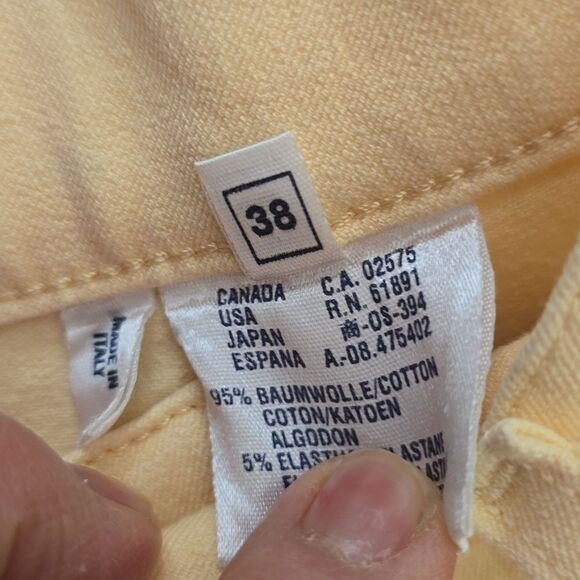 38
CANADA C.A. 02575
USA R.N. 61891
JAPAN 商-OS-394
ESPANA A.-08.475402
95% BAUMWOLLE/COTTON
COTON/KATOEN
ALGODON
5% ELASTANE
MADE IN
ITALY